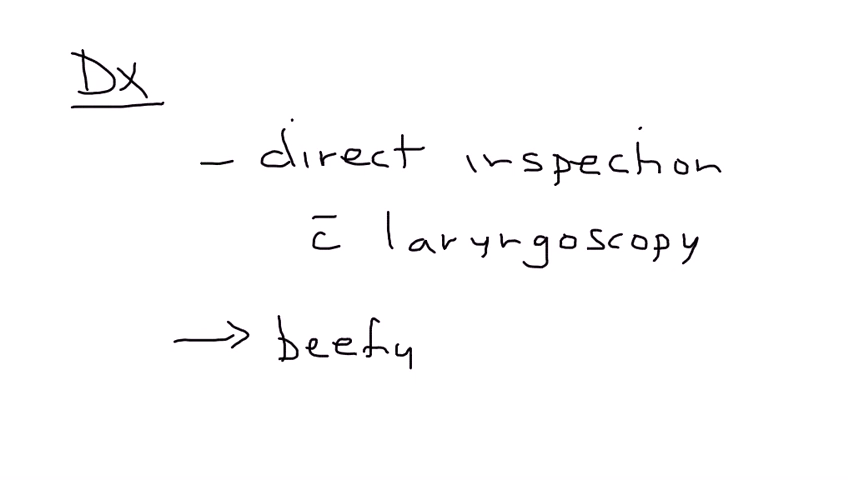 Dx
- direct inspection
c̄ laryngoscopy
→ beefy